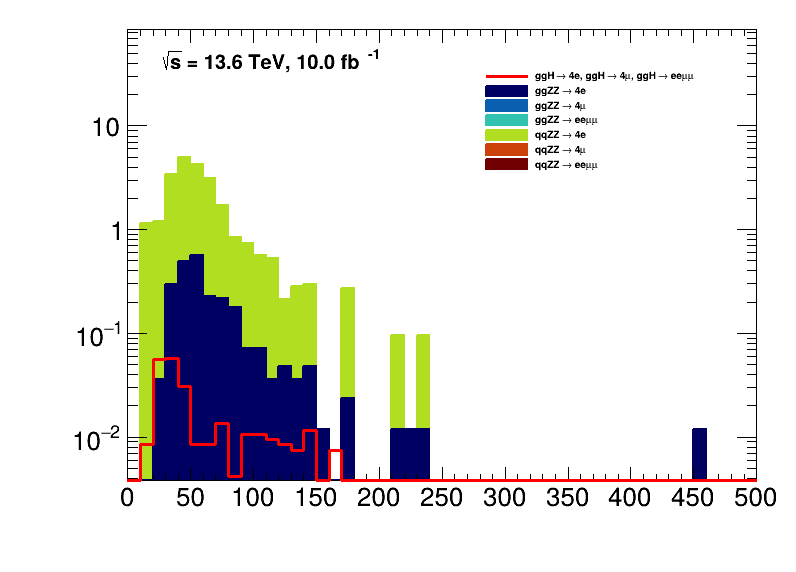 √s = 13.6 TeV, 10.0 fb⁻¹
ggH → 4e, ggH → 4μ, ggH → eeμμ
ggZZ → 4e
ggZZ → 4μ
ggZZ → eeμμ
qqZZ → 4e
qqZZ → 4μ
qqZZ → eeμμ
10
1
10⁻¹
10⁻²
0 50 100 150 200 250 300 350 400 450 500